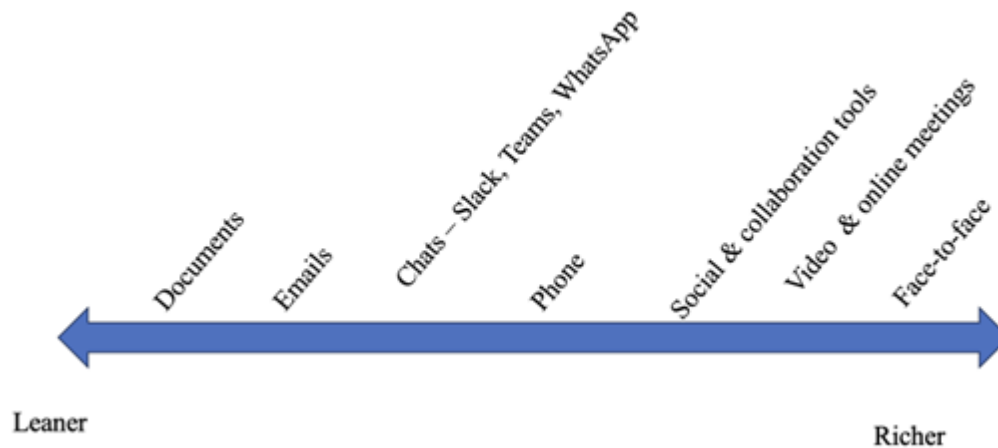 Documents
Emails
Chats – Slack, Teams, WhatsApp
Phone
Social & collaboration tools
Video & online meetings
Face-to-face
Leaner
Richer